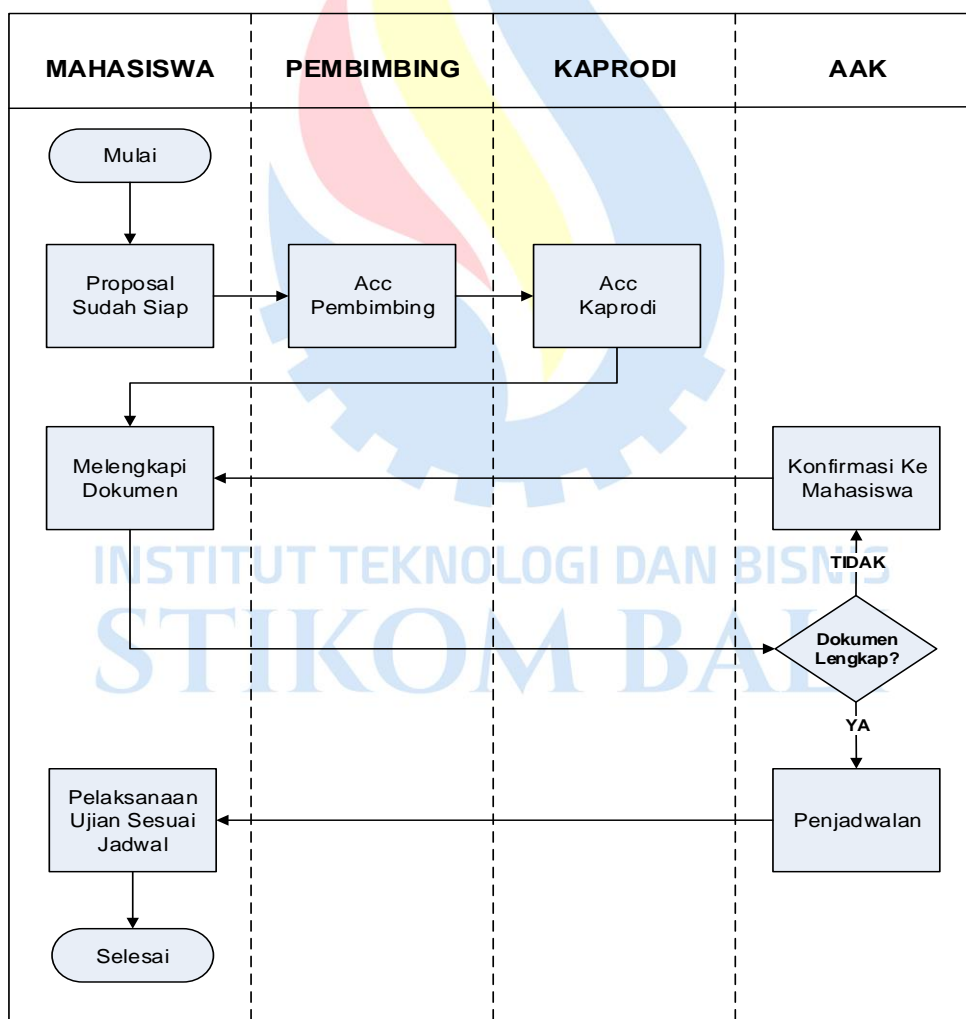 MAHASISWA
PEMBIMBING
KAPRODI
AAK
Mulai
Proposal
Sudah Siap
Acc
Pembimbing
Acc
Kaprodi
Melengkapi
Dokumen
Konfirmasi Ke
Mahasiswa
INSTITUT TEKNOLOGI DAN BISNIS
TIDAK
STIKOM BALI
Dokumen
Lengkap?
YA
Pelaksanaan
Ujian Sesuai
Jadwal
Penjadwalan
Selesai